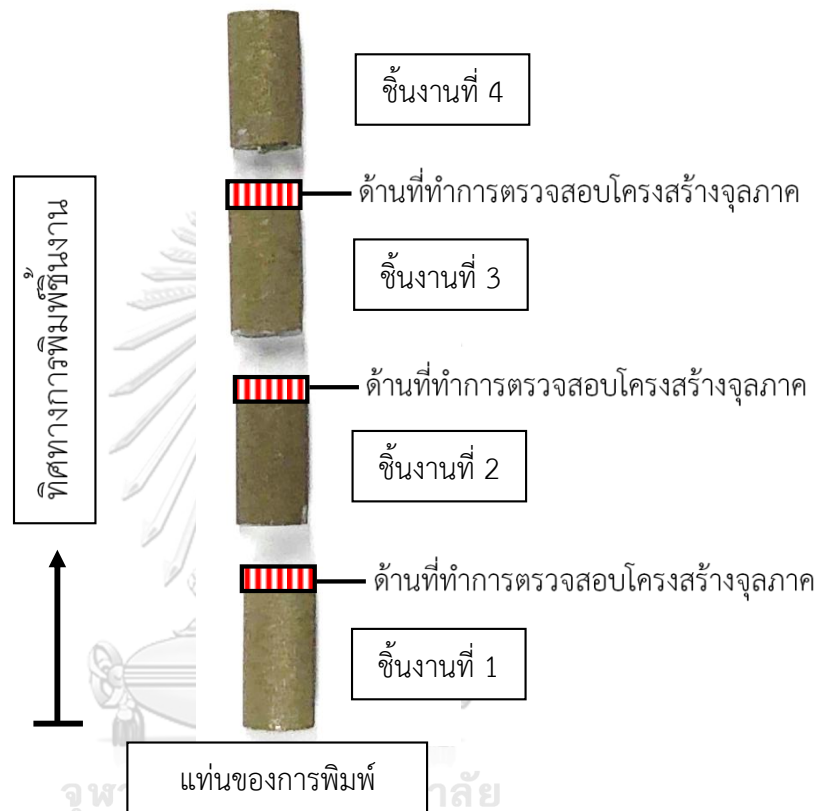 ชิ้นงานที่ 4
ด้านที่ทำการตรวจสอบโครงสร้างจุลภาค
ทิศทางการพิมพ์ชิ้นงาน
ชิ้นงานที่ 3
ด้านที่ทำการตรวจสอบโครงสร้างจุลภาค
ชิ้นงานที่ 2
ด้านที่ทำการตรวจสอบโครงสร้างจุลภาค
ชิ้นงานที่ 1
แท่นของการพิมพ์
จุฬา ลัย